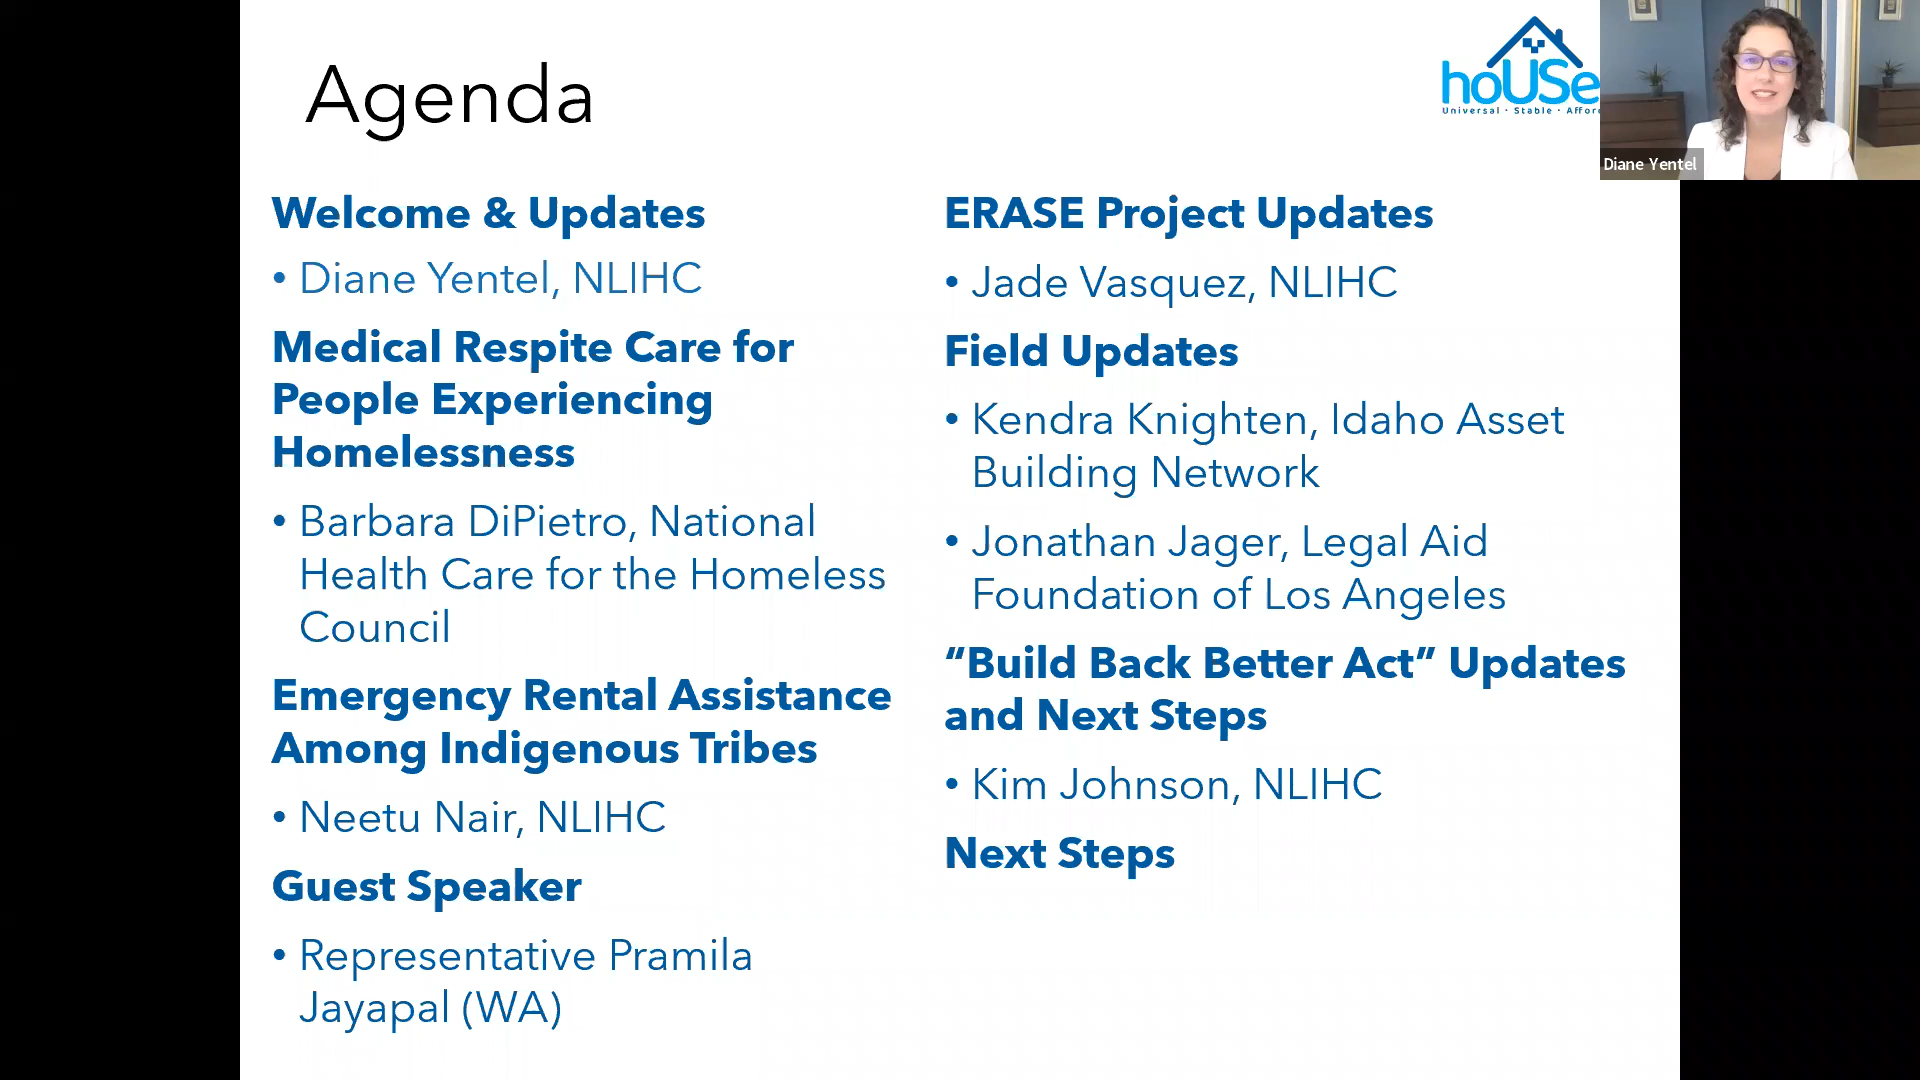 Agenda
hoUSe
Universal · Stable · Affor
Diane Yentel
Welcome & Updates
• Diane Yentel, NLIHC
Medical Respite Care for
People Experiencing
Homelessness
• Barbara DiPietro, National
Health Care for the Homeless
Council
Emergency Rental Assistance
Among Indigenous Tribes
• Neetu Nair, NLIHC
Guest Speaker
• Representative Pramila
Jayapal (WA)
ERASE Project Updates
• Jade Vasquez, NLIHC
Field Updates
• Kendra Knighten, Idaho Asset
Building Network
• Jonathan Jager, Legal Aid
Foundation of Los Angeles
“Build Back Better Act” Updates
and Next Steps
• Kim Johnson, NLIHC
Next Steps